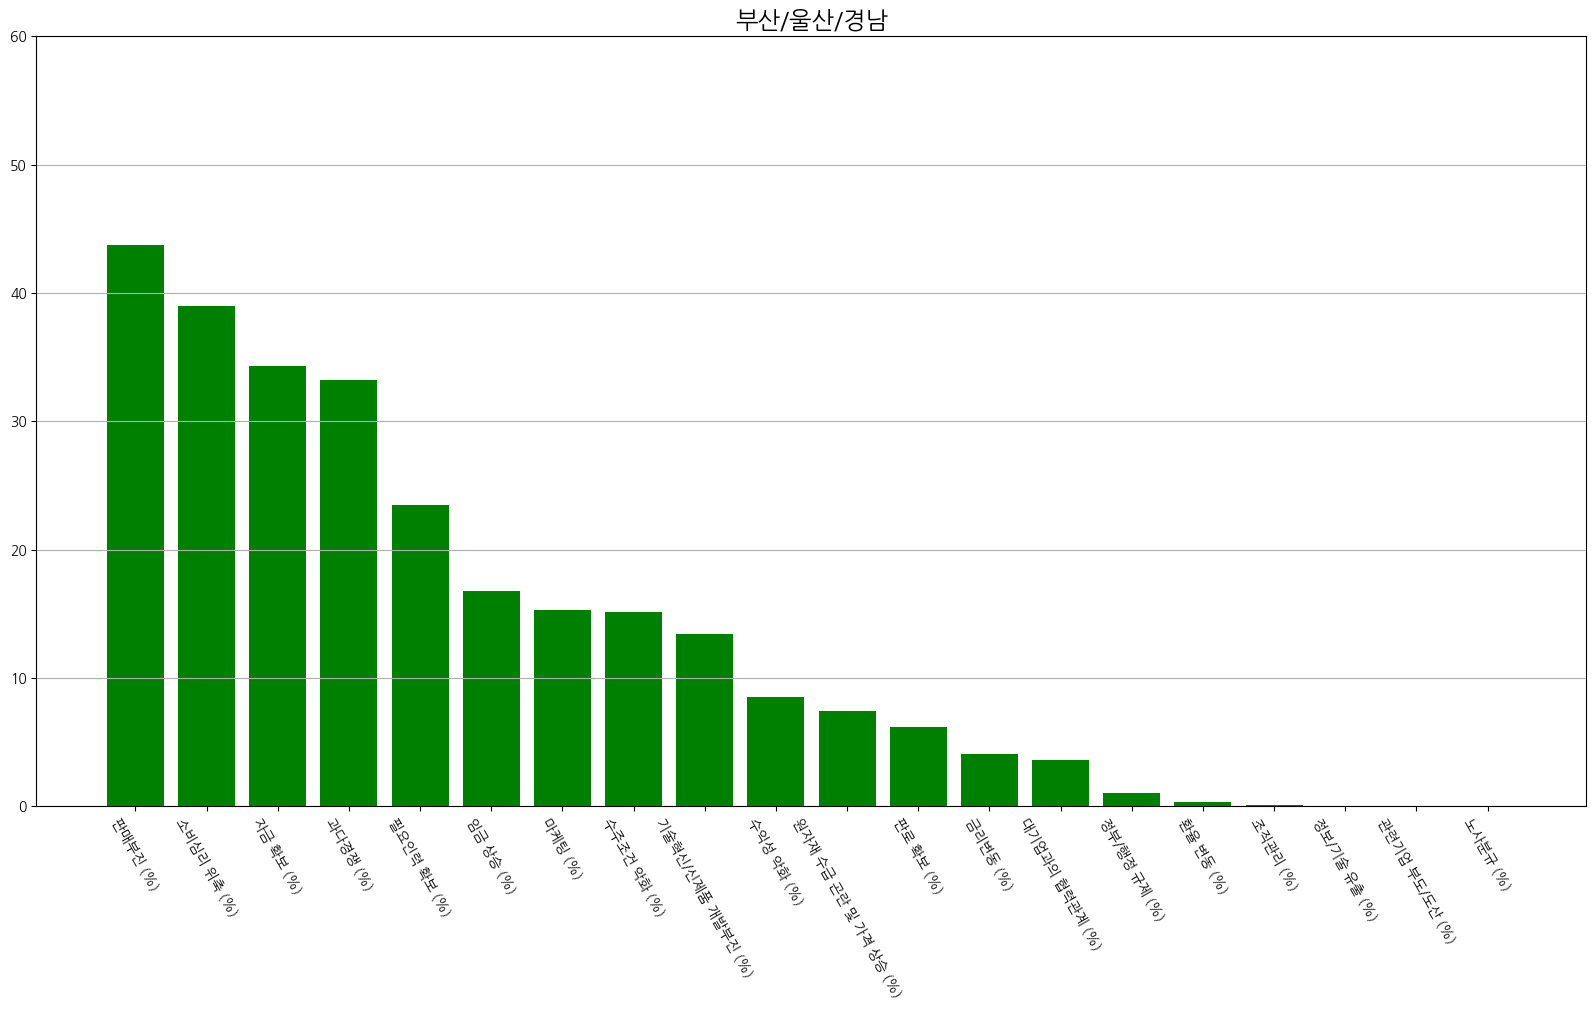 부산/울산/경남
60
50
40
30
20
10
0
판매부진 (%)
소비심리 위축 (%)
자금 확보 (%)
과다경쟁 (%)
필요인력 확보 (%)
임금 상승 (%)
마케팅 (%)
수주조건 악화 (%)
기술혁신/신제품 개발부진 (%)
수익성 악화 (%)
원자재 수급 곤란 및 가격 상승 (%)
판로 확보 (%)
금리변동 (%)
대기업과의 협력관계 (%)
정부/행정 규제 (%)
환율 변동 (%)
조직관리 (%)
정보/기술 유출 (%)
관련기업 부도/도산 (%)
노사분규 (%)